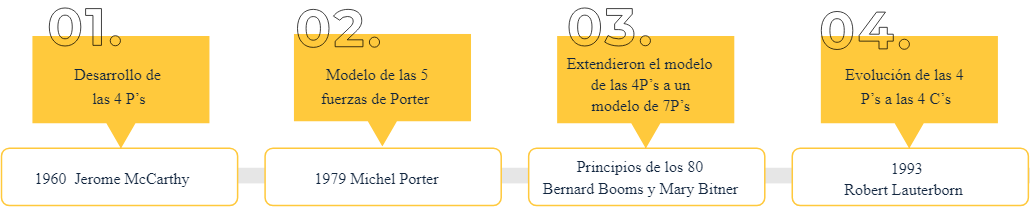 01.
Desarrollo de
las 4 P's
1960 Jerome McCarthy
02.
Modelo de las 5
fuerzas de Porter
1979 Michel Porter
03.
Extendieron el modelo
de las 4P's a un
modelo de 7P's
Principios de los 80
Bernard Booms y Mary Bitner
04.
Evolución de las 4
P's a las 4 C's
1993
Robert Lauterborn